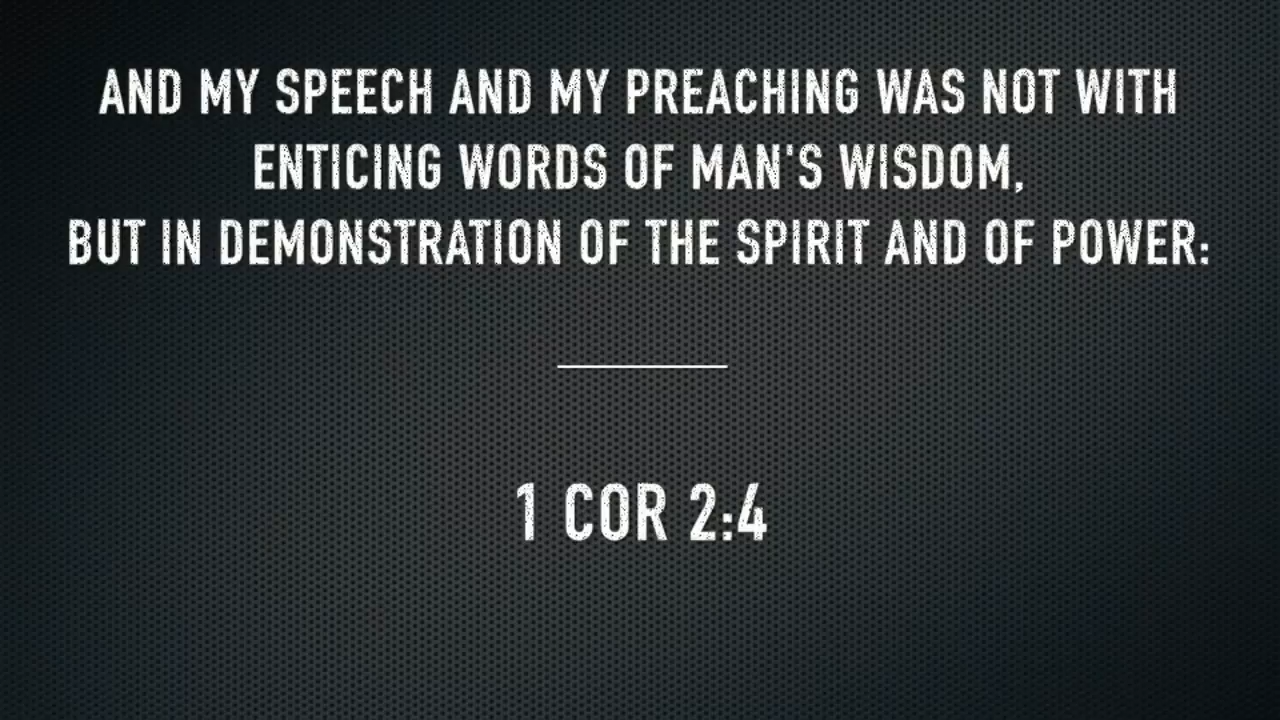 AND MY SPEECH AND MY PREACHING WAS NOT WITH
ENTICING WORDS OF MAN'S WISDOM,
BUT IN DEMONSTRATION OF THE SPIRIT AND OF POWER:
1 COR 2:4